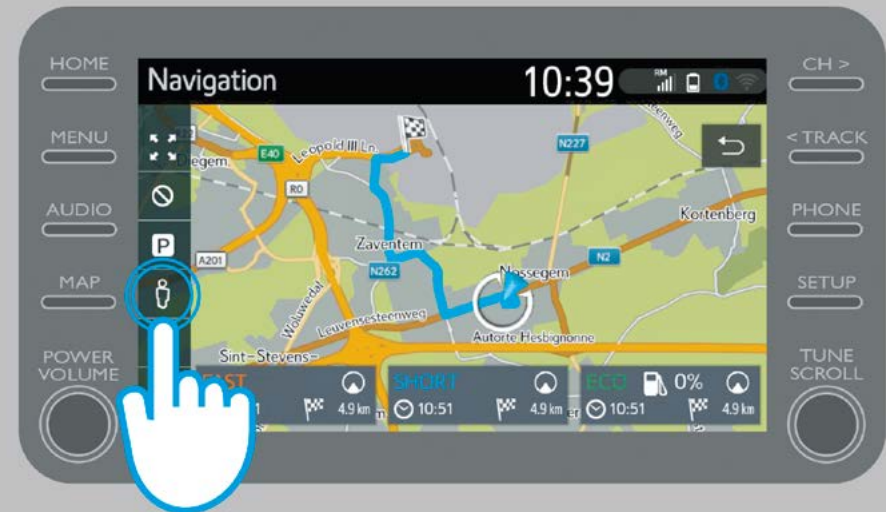 HOME
MENU
AUDIO
MAP
POWER
VOLUME
Navigation
10:39
RM
P
egem
E40
Leopold III Ln.
R0
A201
Zaventem
N262
Woluwedal
Leuvensesteenweg
Sint-Stevens-
N227
Kortenberg
N2
Nossegem
Autorte Hesbignonne
4.9 km
SHORT
10:51
4.9 km
ECO
0%
10:51
4.9 km
CH >
< TRACK
PHONE
SETUP
TUNE
SCROLL